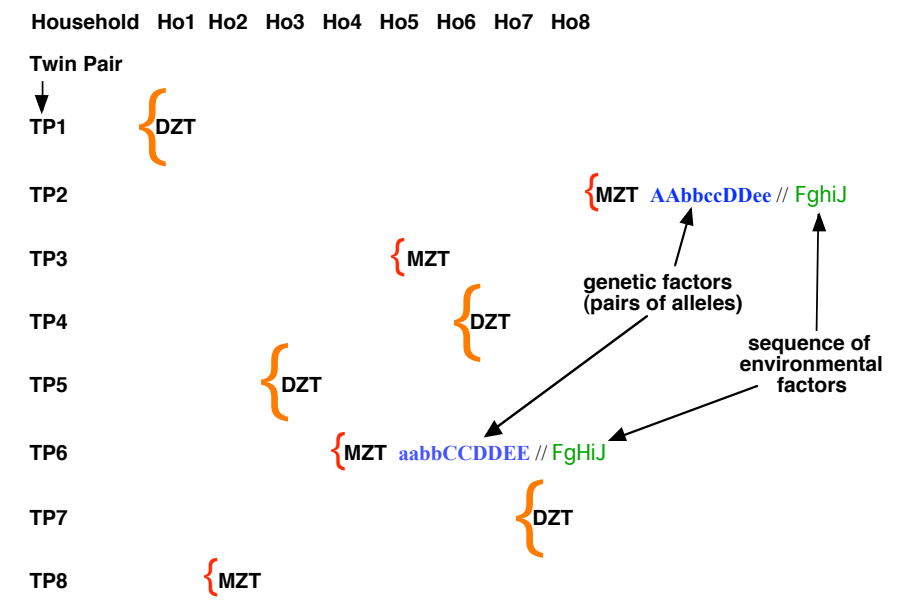 Household Ho1 Ho2 Ho3 Ho4 Ho5 Ho6 Ho7 Ho8
Twin Pair
TP1 DZT
TP2 MZT AAbbccDDee // FghiJ
TP3 MZT
genetic factors
(pairs of alleles)
TP4 DZT
sequence of
environmental
factors
TP5 DZT
TP6 MZT aabbCCDDEE // FgHiJ
TP7 DZT
TP8 MZT